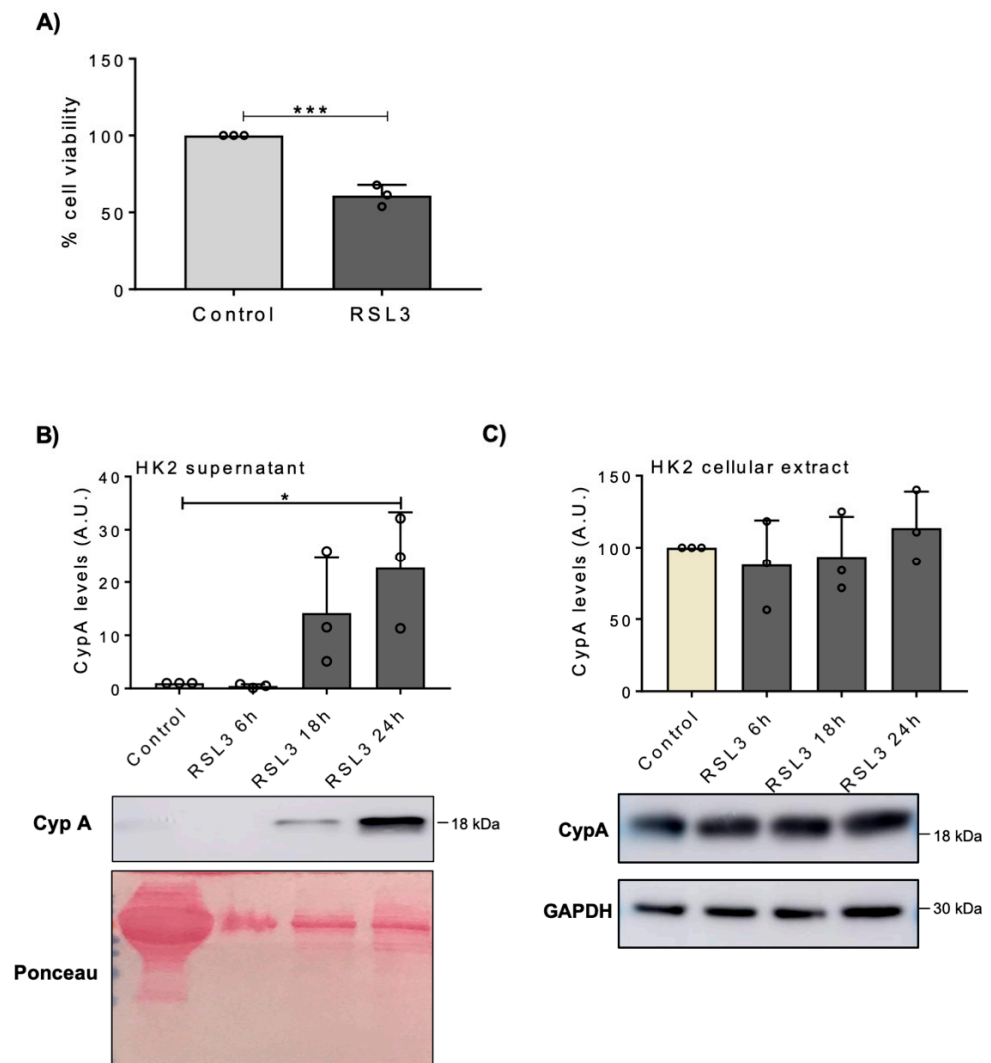 A)
150
100
50
0
% cell viability
***
Control
RSL3
B)
HK2 supernatant
40
30
20
10
0
CypA levels (A.U.)
*
Control
RSL3 6h
RSL3 18h
RSL3 24h
Cyp A
18 kDa
Ponceau
C)
HK2 cellular extract
150
100
50
0
CypA levels (A.U.)
Control
RSL3 6h
RSL3 18h
RSL3 24h
CypA
18 kDa
GAPDH
30 kDa